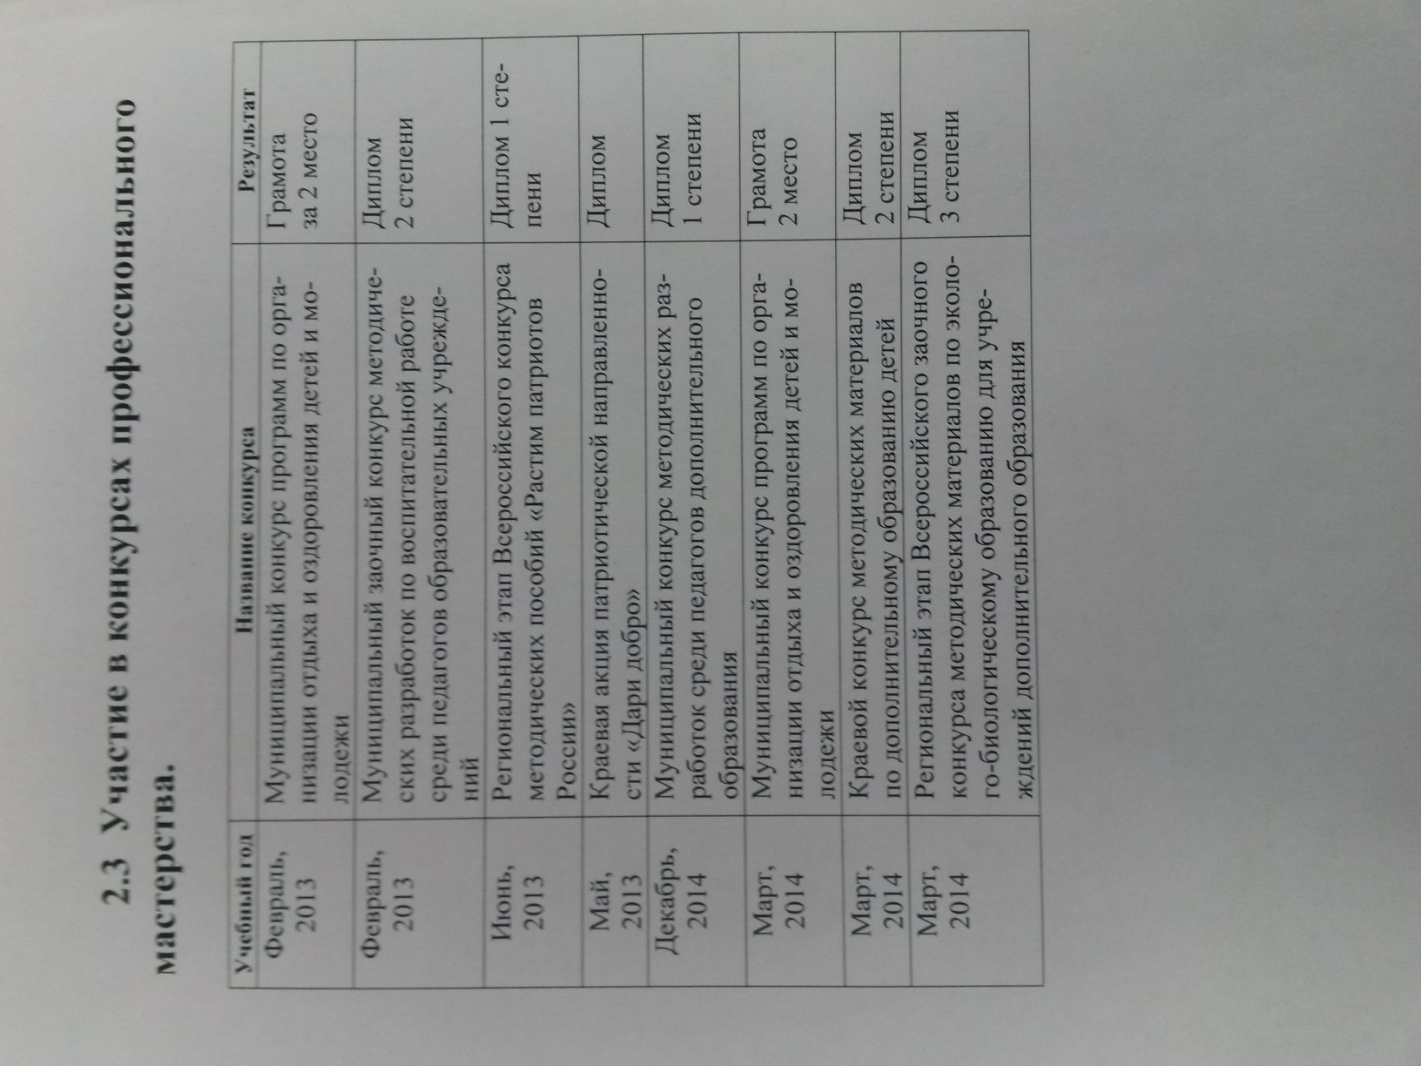 2.3 Участие в конкурсах профессионального
мастерства.
Учебный год Название конкурса Результат
Февраль, Муниципальный конкурс программ по орга- Грамота
2013 низации отдыха и оздоровления детей и мо- за 2 место
лодежи
Февраль, Муниципальный заочный конкурс методиче- Диплом
2013 ских разработок по воспитательной работе 2 степени
среди педагогов образовательных учрежде-
ний
Июнь, Региональный этап Всероссийского конкурса Диплом 1 сте-
2013 методических пособий «Растим патриотов пени
России»
Май, Краевая акция патриотической направленно- Диплом
2013 сти «Дари добро»
Декабрь, Муниципальный конкурс методических раз- Диплом
2014 работок среди педагогов дополнительного 1 степени
образования
Март, Муниципальный конкурс программ по орга- Грамота
2014 низации отдыха и оздоровления детей и мо- 2 место
лодежи
Март, Краевой конкурс методических материалов Диплом
2014 по дополнительному образованию детей 2 степени
Март, Региональный этап Всероссийского заочного Диплом
2014 конкурса методических материалов по эколо- 3 степени
го-биологическому образованию для учре-
ждений дополнительного образования